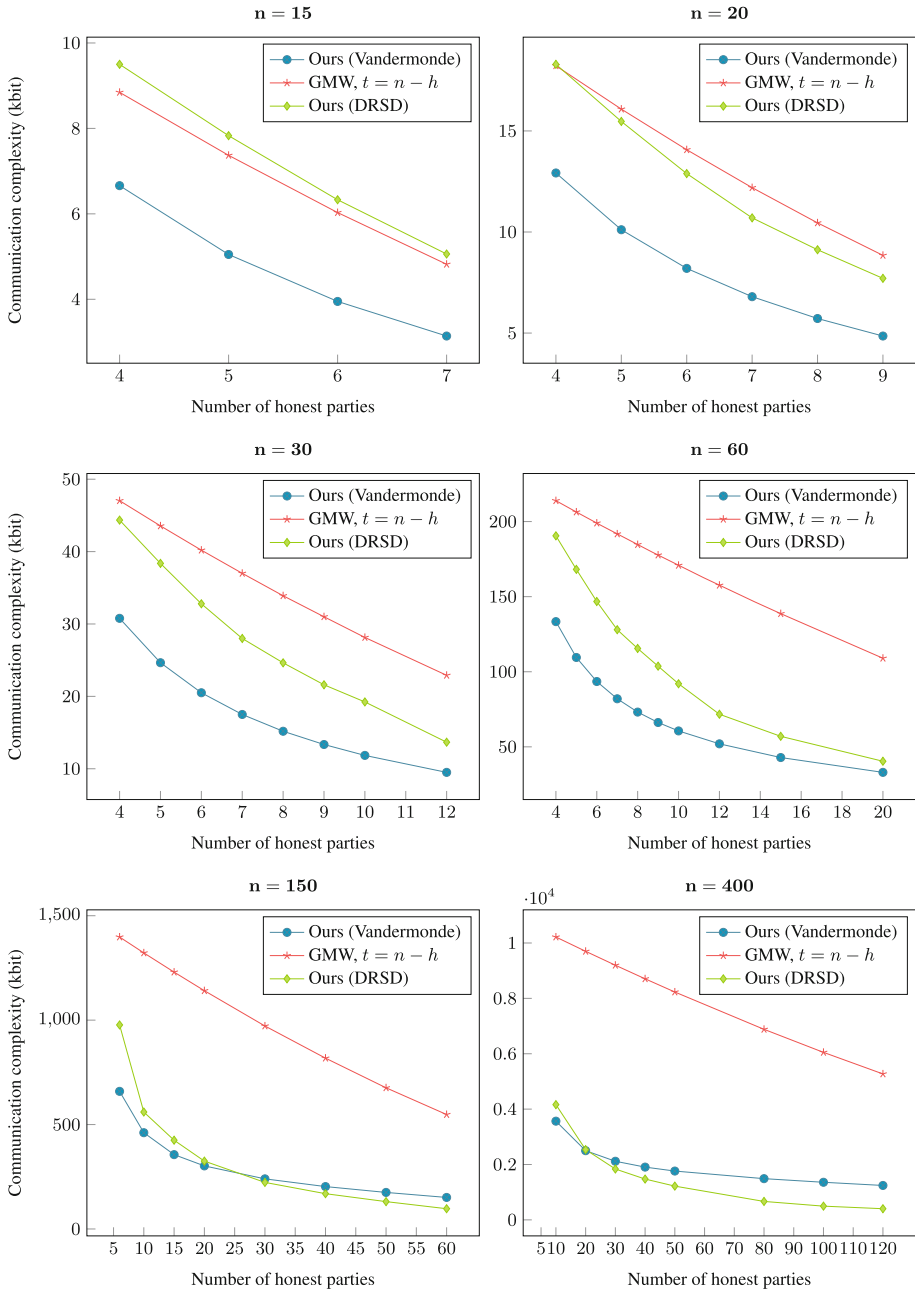 n = 15
Communication complexity (kbit)
10
8
6
4
Ours (Vandermonde)
GMW, t = n − h
Ours (DRSD)
4 5 6 7
Number of honest parties
n = 20
15
10
5
Ours (Vandermonde)
GMW, t = n − h
Ours (DRSD)
4 5 6 7 8 9
Number of honest parties
n = 30
Communication complexity (kbit)
50
40
30
20
10
Ours (Vandermonde)
GMW, t = n − h
Ours (DRSD)
4 5 6 7 8 9 10 11 12
Number of honest parties
n = 60
200
150
100
50
Ours (Vandermonde)
GMW, t = n − h
Ours (DRSD)
4 6 8 10 12 14 16 18 20
Number of honest parties
n = 150
Communication complexity (kbit)
1,500
1,000
500
0
Ours (Vandermonde)
GMW, t = n − h
Ours (DRSD)
5 10 15 20 25 30 35 40 45 50 55 60
Number of honest parties
n = 400
·10⁴
1
0.8
0.6
0.4
0.2
0
Ours (Vandermonde)
GMW, t = n − h
Ours (DRSD)
5 10 20 30 40 50 60 70 80 90 100 110 120
Number of honest parties